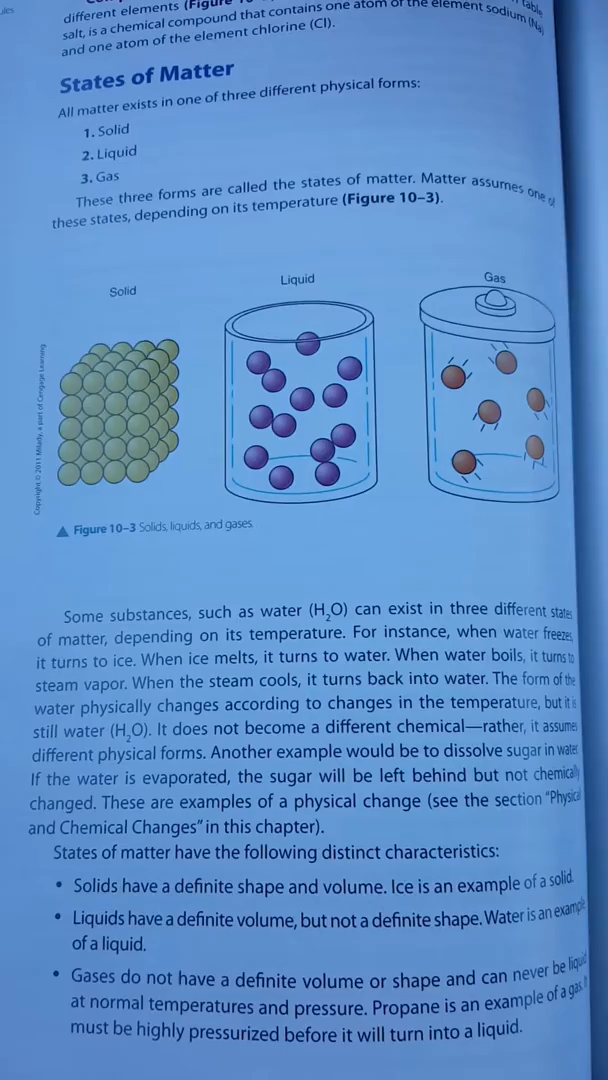 different elements (Figure 10
salt, is a chemical compound that contains one atom of the element sodium (Na)
and one atom of the element chlorine (Cl).
States of Matter
All matter exists in one of three different physical forms:
1. Solid
2. Liquid
3. Gas
These three forms are called the states of matter. Matter assumes one of
these states, depending on its temperature (Figure 10–3).
Solid
Liquid
Gas
Copyright © 2011 Milady, a part of Cengage Learning
Figure 10–3 Solids, liquids, and gases.
Some substances, such as water (H₂O) can exist in three different states
of matter, depending on its temperature. For instance, when water freezes,
it turns to ice. When ice melts, it turns to water. When water boils, it turns to
steam vapor. When the steam cools, it turns back into water. The form of the
water physically changes according to changes in the temperature, but it is
still water (H₂O). It does not become a different chemical—rather, it assumes
different physical forms. Another example would be to dissolve sugar in water.
If the water is evaporated, the sugar will be left behind but not chemically
changed. These are examples of a physical change (see the section "Physical
and Chemical Changes" in this chapter).
States of matter have the following distinct characteristics:
• Solids have a definite shape and volume. Ice is an example of a solid.
• Liquids have a definite volume, but not a definite shape. Water is an example
of a liquid.
• Gases do not have a definite volume or shape and can never be liquid
at normal temperatures and pressure. Propane is an example of a gas. It
must be highly pressurized before it will turn into a liquid.